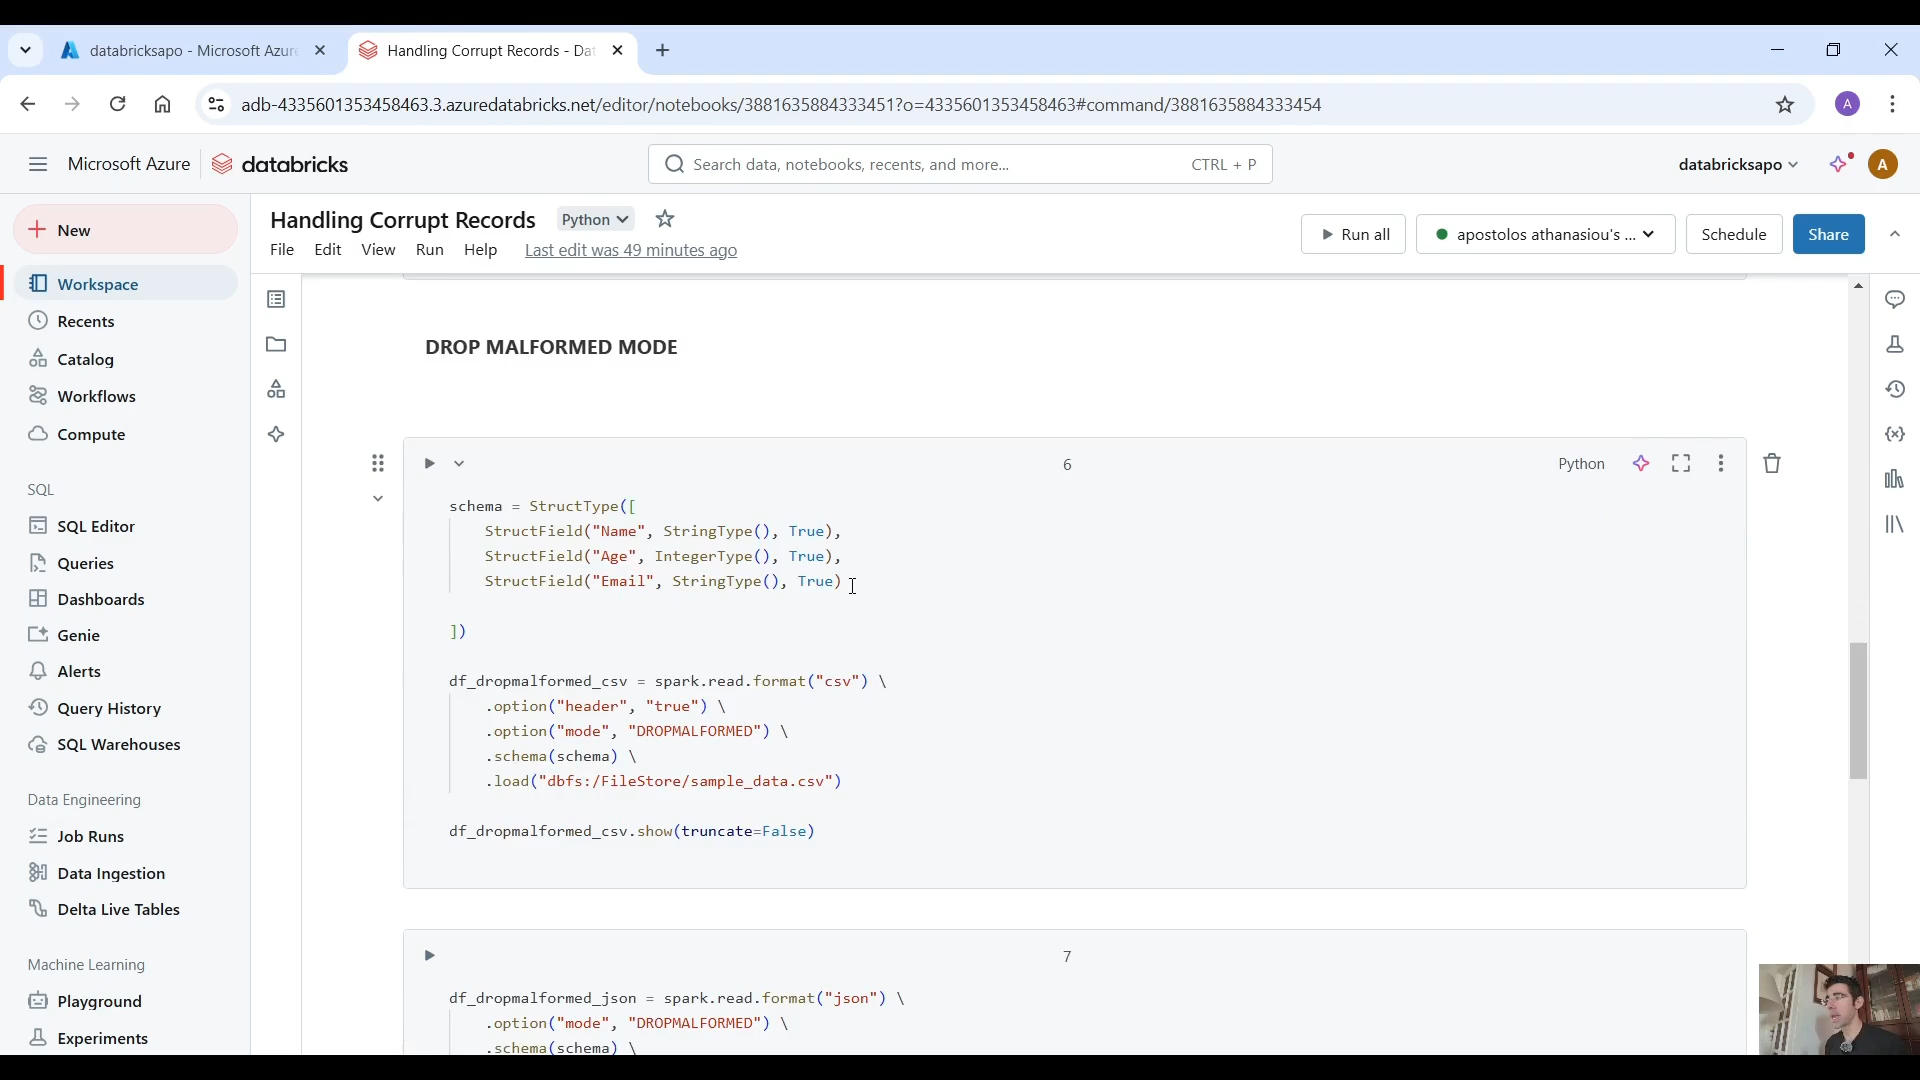 databricksapo - Microsoft Azur
Handling Corrupt Records - Dat
adb-4335601353458463.3.azuredatabricks.net/editor/notebooks/3881635884333451?o=4335601353458463#command/3881635884333454
A
Microsoft Azure
databricks
Search data, notebooks, recents, and more...
CTRL + P
databricksapo
A
New
Workspace
Recents
Catalog
Workflows
Compute
SQL
SQL Editor
Queries
Dashboards
Genie
Alerts
Query History
SQL Warehouses
Data Engineering
Job Runs
Data Ingestion
Delta Live Tables
Machine Learning
Playground
Experiments
Handling Corrupt Records
Python
File
Edit
View
Run
Help
Last edit was 49 minutes ago
Run all
apostolos athanasiou's ...
Schedule
Share
DROP MALFORMED MODE
6
Python
schema = StructType([
StructField("Name", StringType(), True),
StructField("Age", IntegerType(), True),
StructField("Email", StringType(), True)
])
df_dropmalformed_csv = spark.read.format("csv") \
.option("header", "true") \
.option("mode", "DROPMALFORMED") \
.schema(schema) \
.load("dbfs:/FileStore/sample_data.csv")
df_dropmalformed_csv.show(truncate=False)
7
df_dropmalformed_json = spark.read.format("json") \
.option("mode", "DROPMALFORMED") \
.schema(schema) \